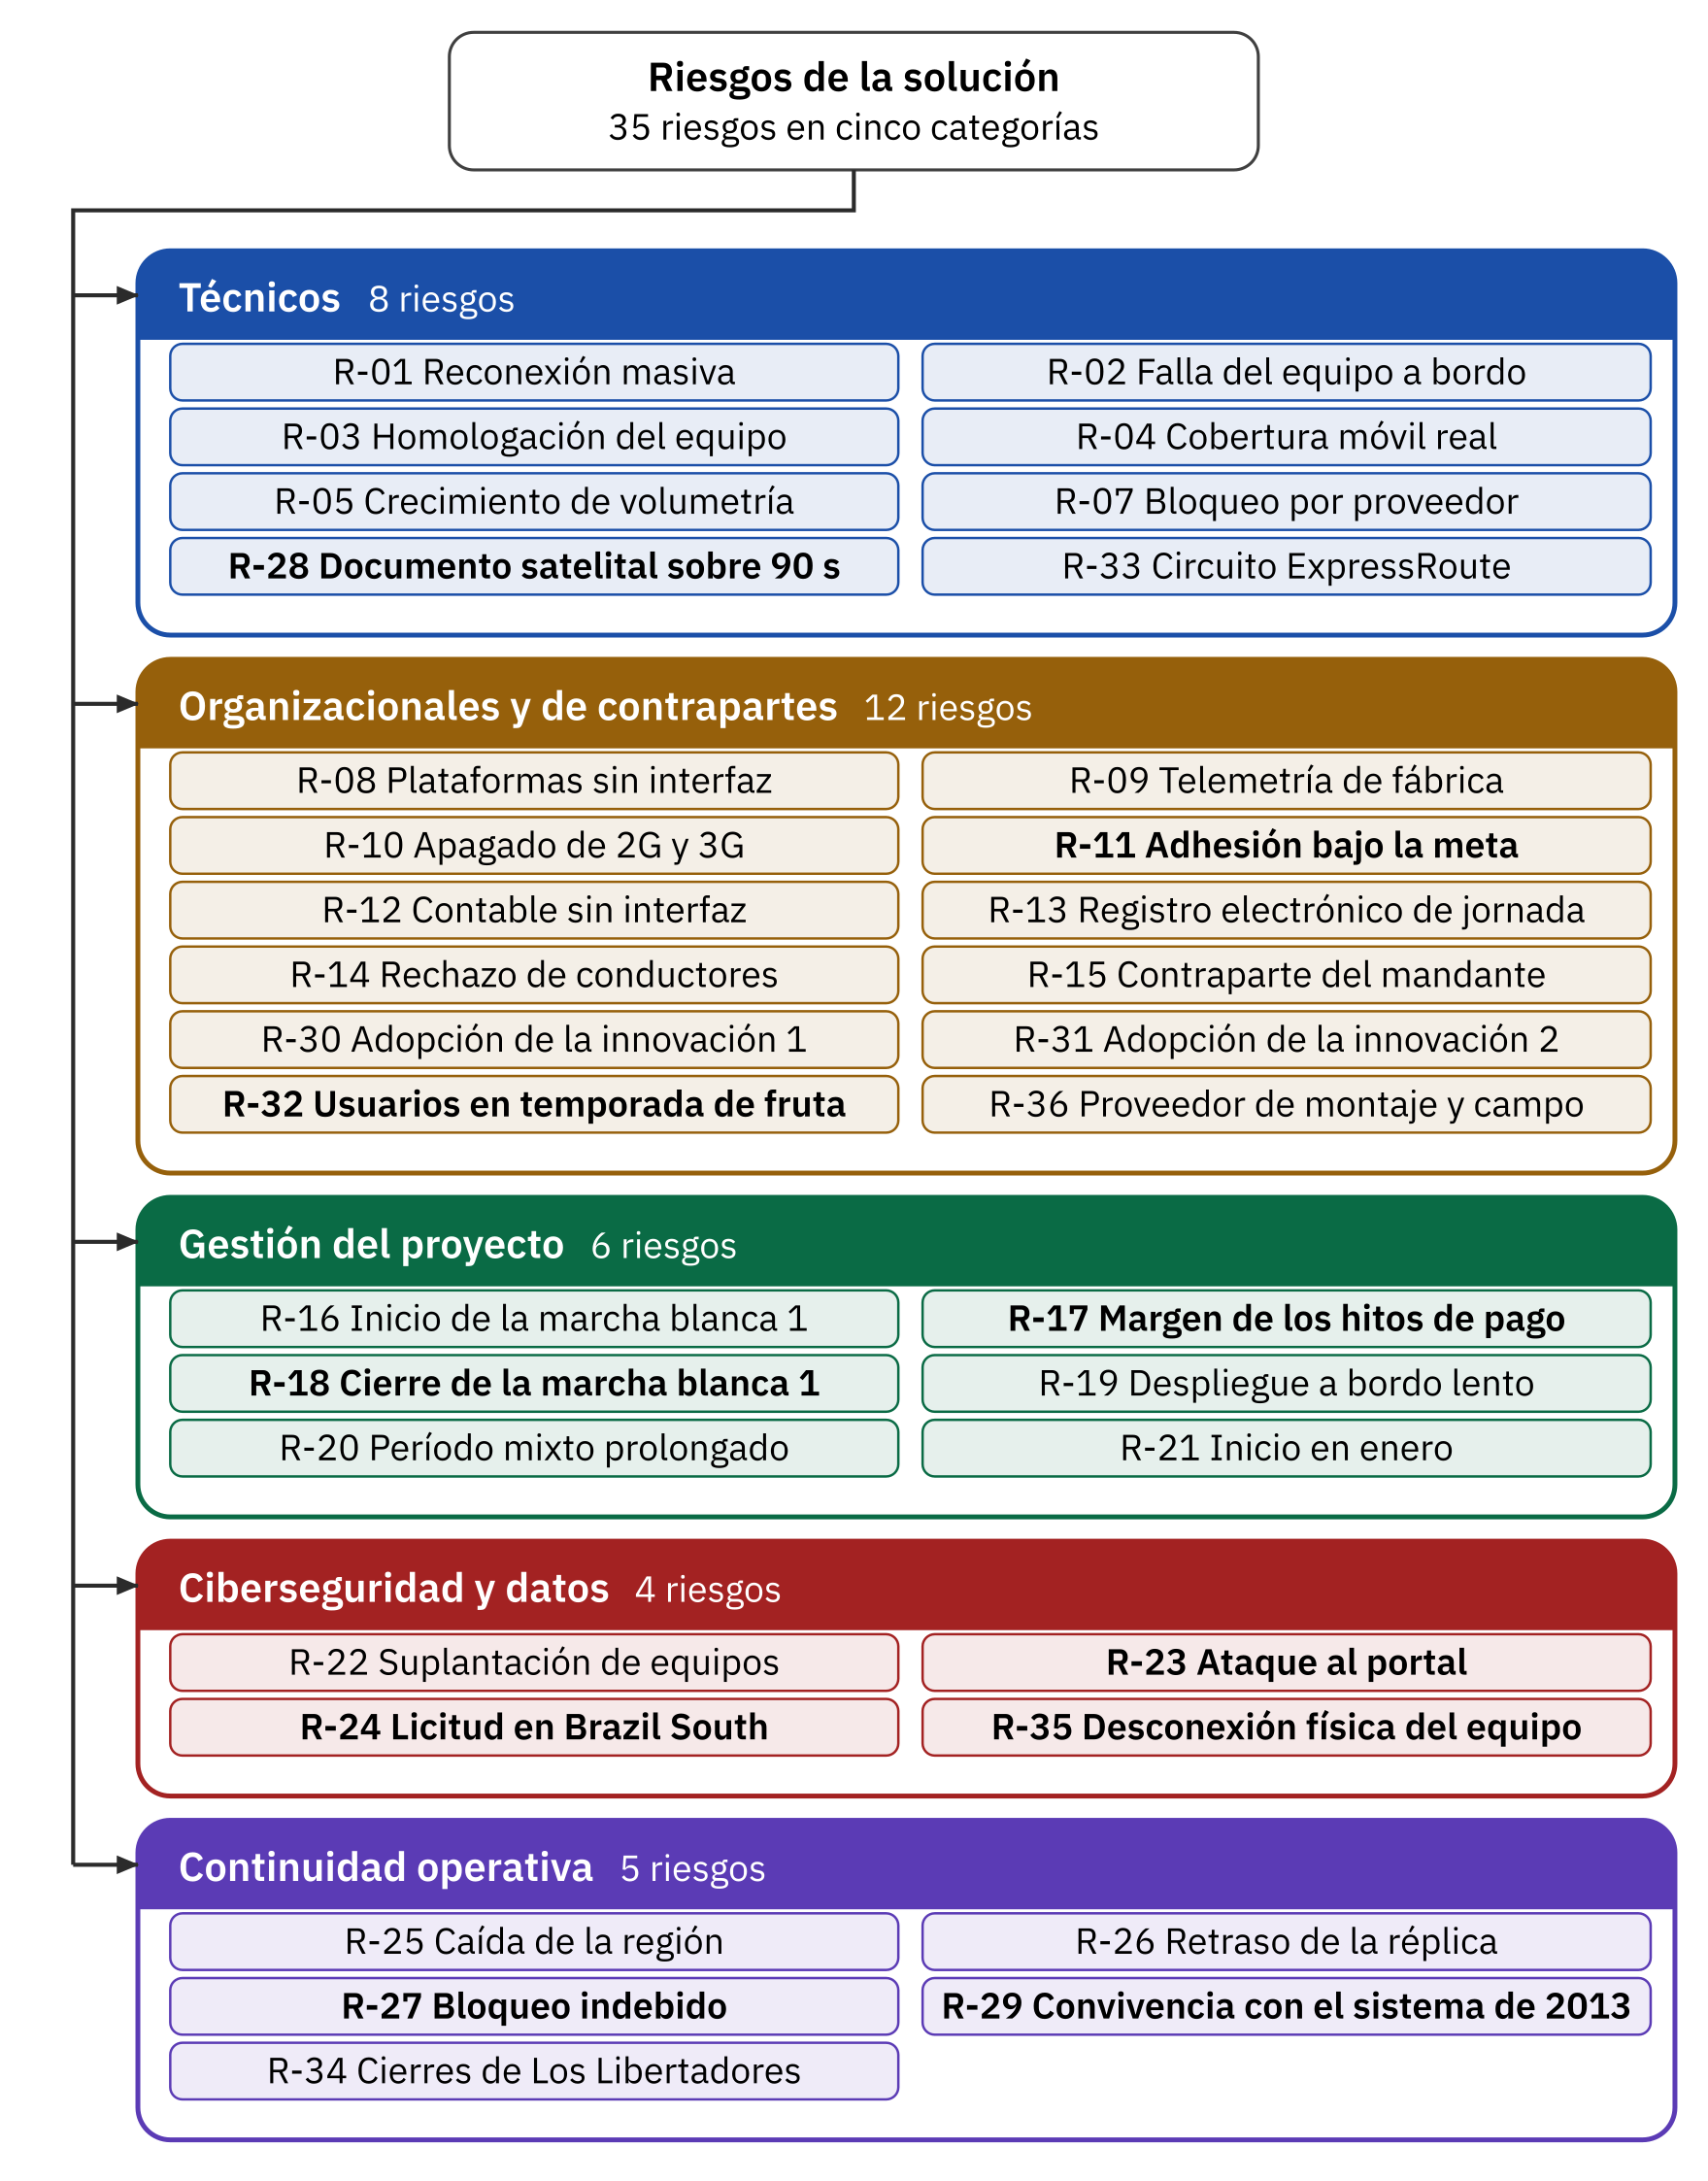 Riesgos de la solución
35 riesgos en cinco categorías
Técnicos 8 riesgos
R-01 Reconexión masiva
R-02 Falla del equipo a bordo
R-03 Homologación del equipo
R-04 Cobertura móvil real
R-05 Crecimiento de volumetría
R-07 Bloqueo por proveedor
R-28 Documento satelital sobre 90 s
R-33 Circuito ExpressRoute
Organizacionales y de contrapartes 12 riesgos
R-08 Plataformas sin interfaz
R-09 Telemetría de fábrica
R-10 Apagado de 2G y 3G
R-11 Adhesión bajo la meta
R-12 Contable sin interfaz
R-13 Registro electrónico de jornada
R-14 Rechazo de conductores
R-15 Contraparte del mandante
R-30 Adopción de la innovación 1
R-31 Adopción de la innovación 2
R-32 Usuarios en temporada de fruta
R-36 Proveedor de montaje y campo
Gestión del proyecto 6 riesgos
R-16 Inicio de la marcha blanca 1
R-17 Margen de los hitos de pago
R-18 Cierre de la marcha blanca 1
R-19 Despliegue a bordo lento
R-20 Período mixto prolongado
R-21 Inicio en enero
Ciberseguridad y datos 4 riesgos
R-22 Suplantación de equipos
R-23 Ataque al portal
R-24 Licitud en Brazil South
R-35 Desconexión física del equipo
Continuidad operativa 5 riesgos
R-25 Caída de la región
R-26 Retraso de la réplica
R-27 Bloqueo indebido
R-29 Convivencia con el sistema de 2013
R-34 Cierres de Los Libertadores